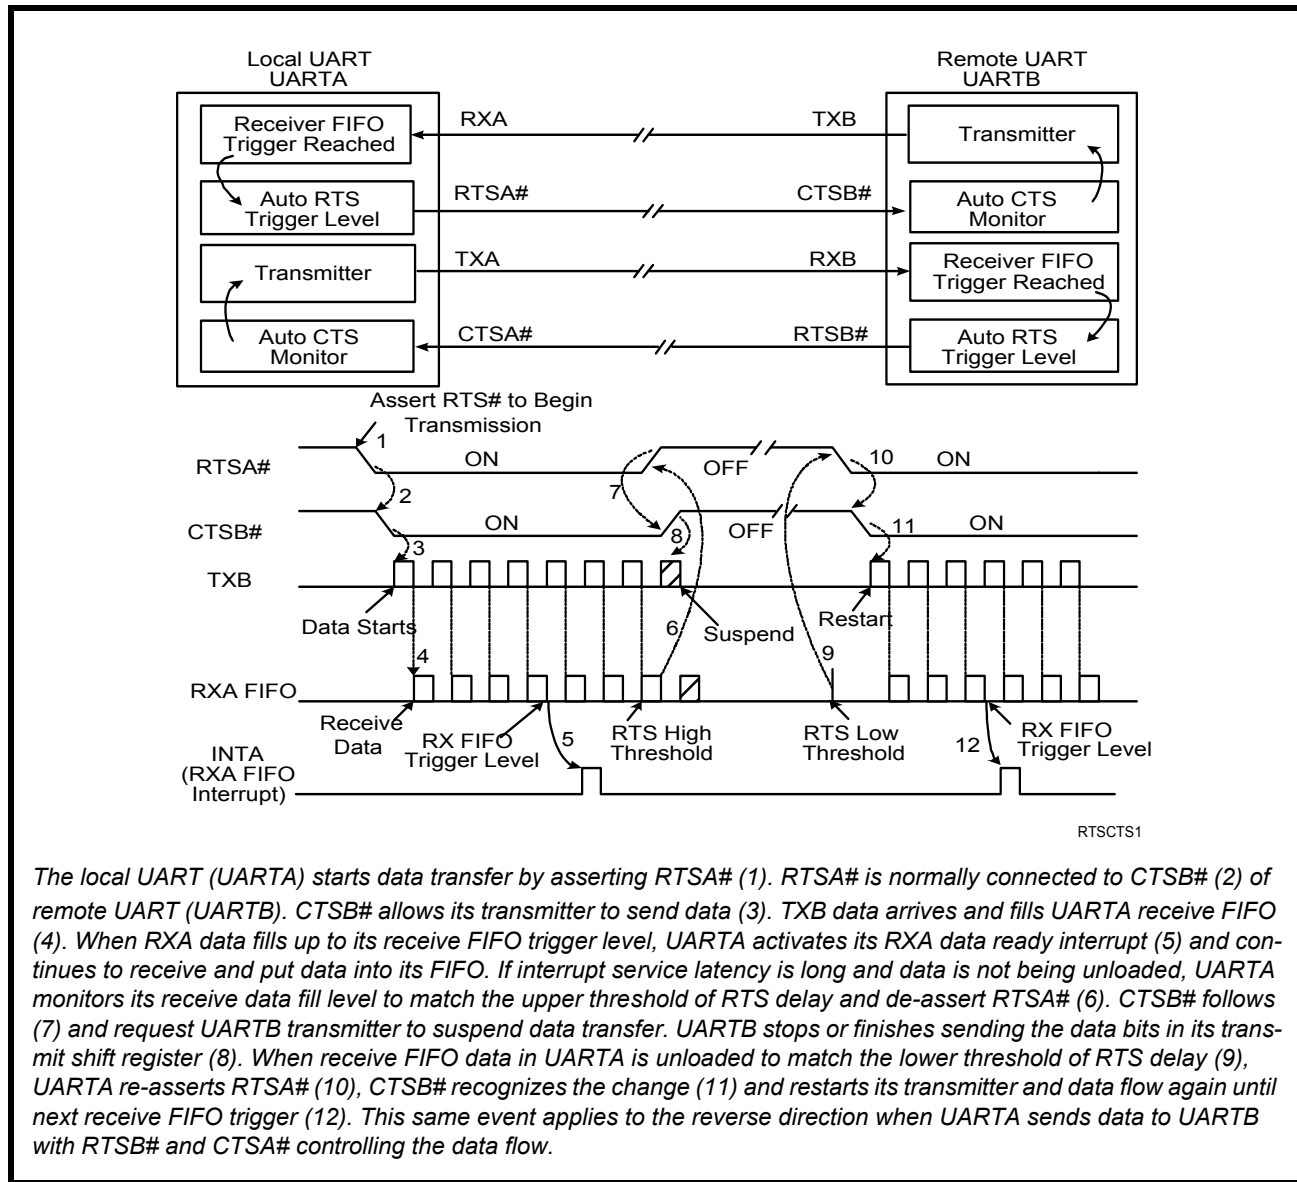 Local UART
UARTA
Remote UART
UARTB
Receiver FIFO
Trigger Reached
RXA
TXB
Transmitter
Auto RTS
Trigger Level
RTSA#
CTSB#
Auto CTS
Monitor
Transmitter
TXA
RXB
Receiver FIFO
Trigger Reached
Auto CTS
Monitor
CTSA#
RTSB#
Auto RTS
Trigger Level
Assert RTS# to Begin
Transmission
1
RTSA#
ON
OFF
10
ON
2
7
CTSB#
ON
OFF
11
ON
3
8
TXB
Data Starts
6
Suspend
Restart
4
9
RXA FIFO
Receive
Data
RX FIFO
Trigger Level
5
RTS High
Threshold
RTS Low
Threshold
12
RX FIFO
Trigger Level
INTA
(RXA FIFO
Interrupt)
RTSCTS1
The local UART (UARTA) starts data transfer by asserting RTSA# (1). RTSA# is normally connected to CTSB# (2) of
remote UART (UARTB). CTSB# allows its transmitter to send data (3). TXB data arrives and fills UARTA receive FIFO
(4). When RXA data fills up to its receive FIFO trigger level, UARTA activates its RXA data ready interrupt (5) and con-
tinues to receive and put data into its FIFO. If interrupt service latency is long and data is not being unloaded, UARTA
monitors its receive data fill level to match the upper threshold of RTS delay and de-assert RTSA# (6). CTSB# follows
(7) and request UARTB transmitter to suspend data transfer. UARTB stops or finishes sending the data bits in its trans-
mit shift register (8). When receive FIFO data in UARTA is unloaded to match the lower threshold of RTS delay (9),
UARTA re-asserts RTSA# (10), CTSB# recognizes the change (11) and restarts its transmitter and data flow again until
next receive FIFO trigger (12). This same event applies to the reverse direction when UARTA sends data to UARTB
with RTSB# and CTSA# controlling the data flow.